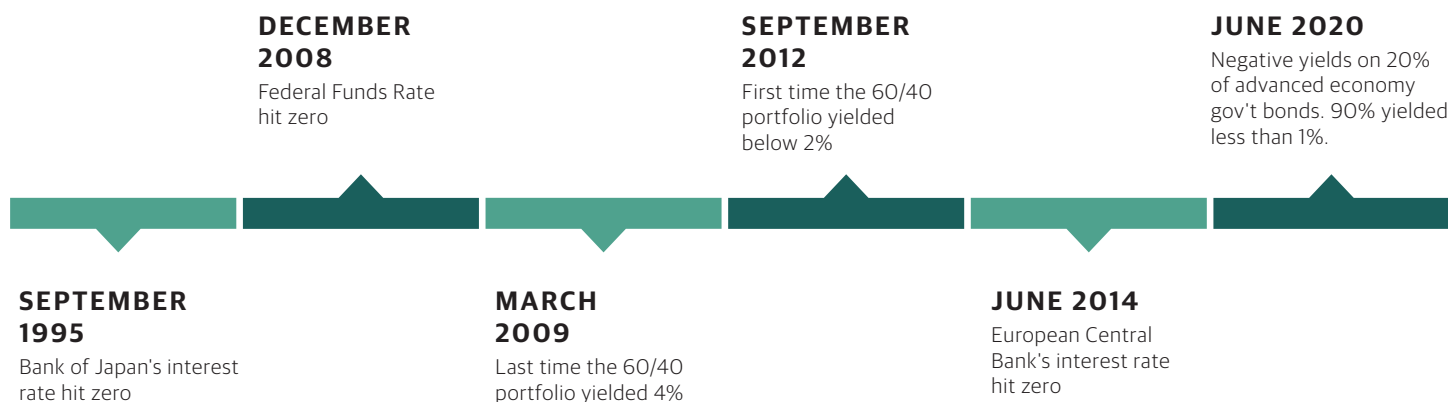 DECEMBER
2008
Federal Funds Rate
hit zero
SEPTEMBER
2012
First time the 60/40
portfolio yielded
below 2%
JUNE 2020
Negative yields on 20%
of advanced economy
gov't bonds. 90% yielded
less than 1%.
SEPTEMBER
1995
Bank of Japan's interest
rate hit zero
MARCH
2009
Last time the 60/40
portfolio yielded 4%
JUNE 2014
European Central
Bank's interest rate
hit zero